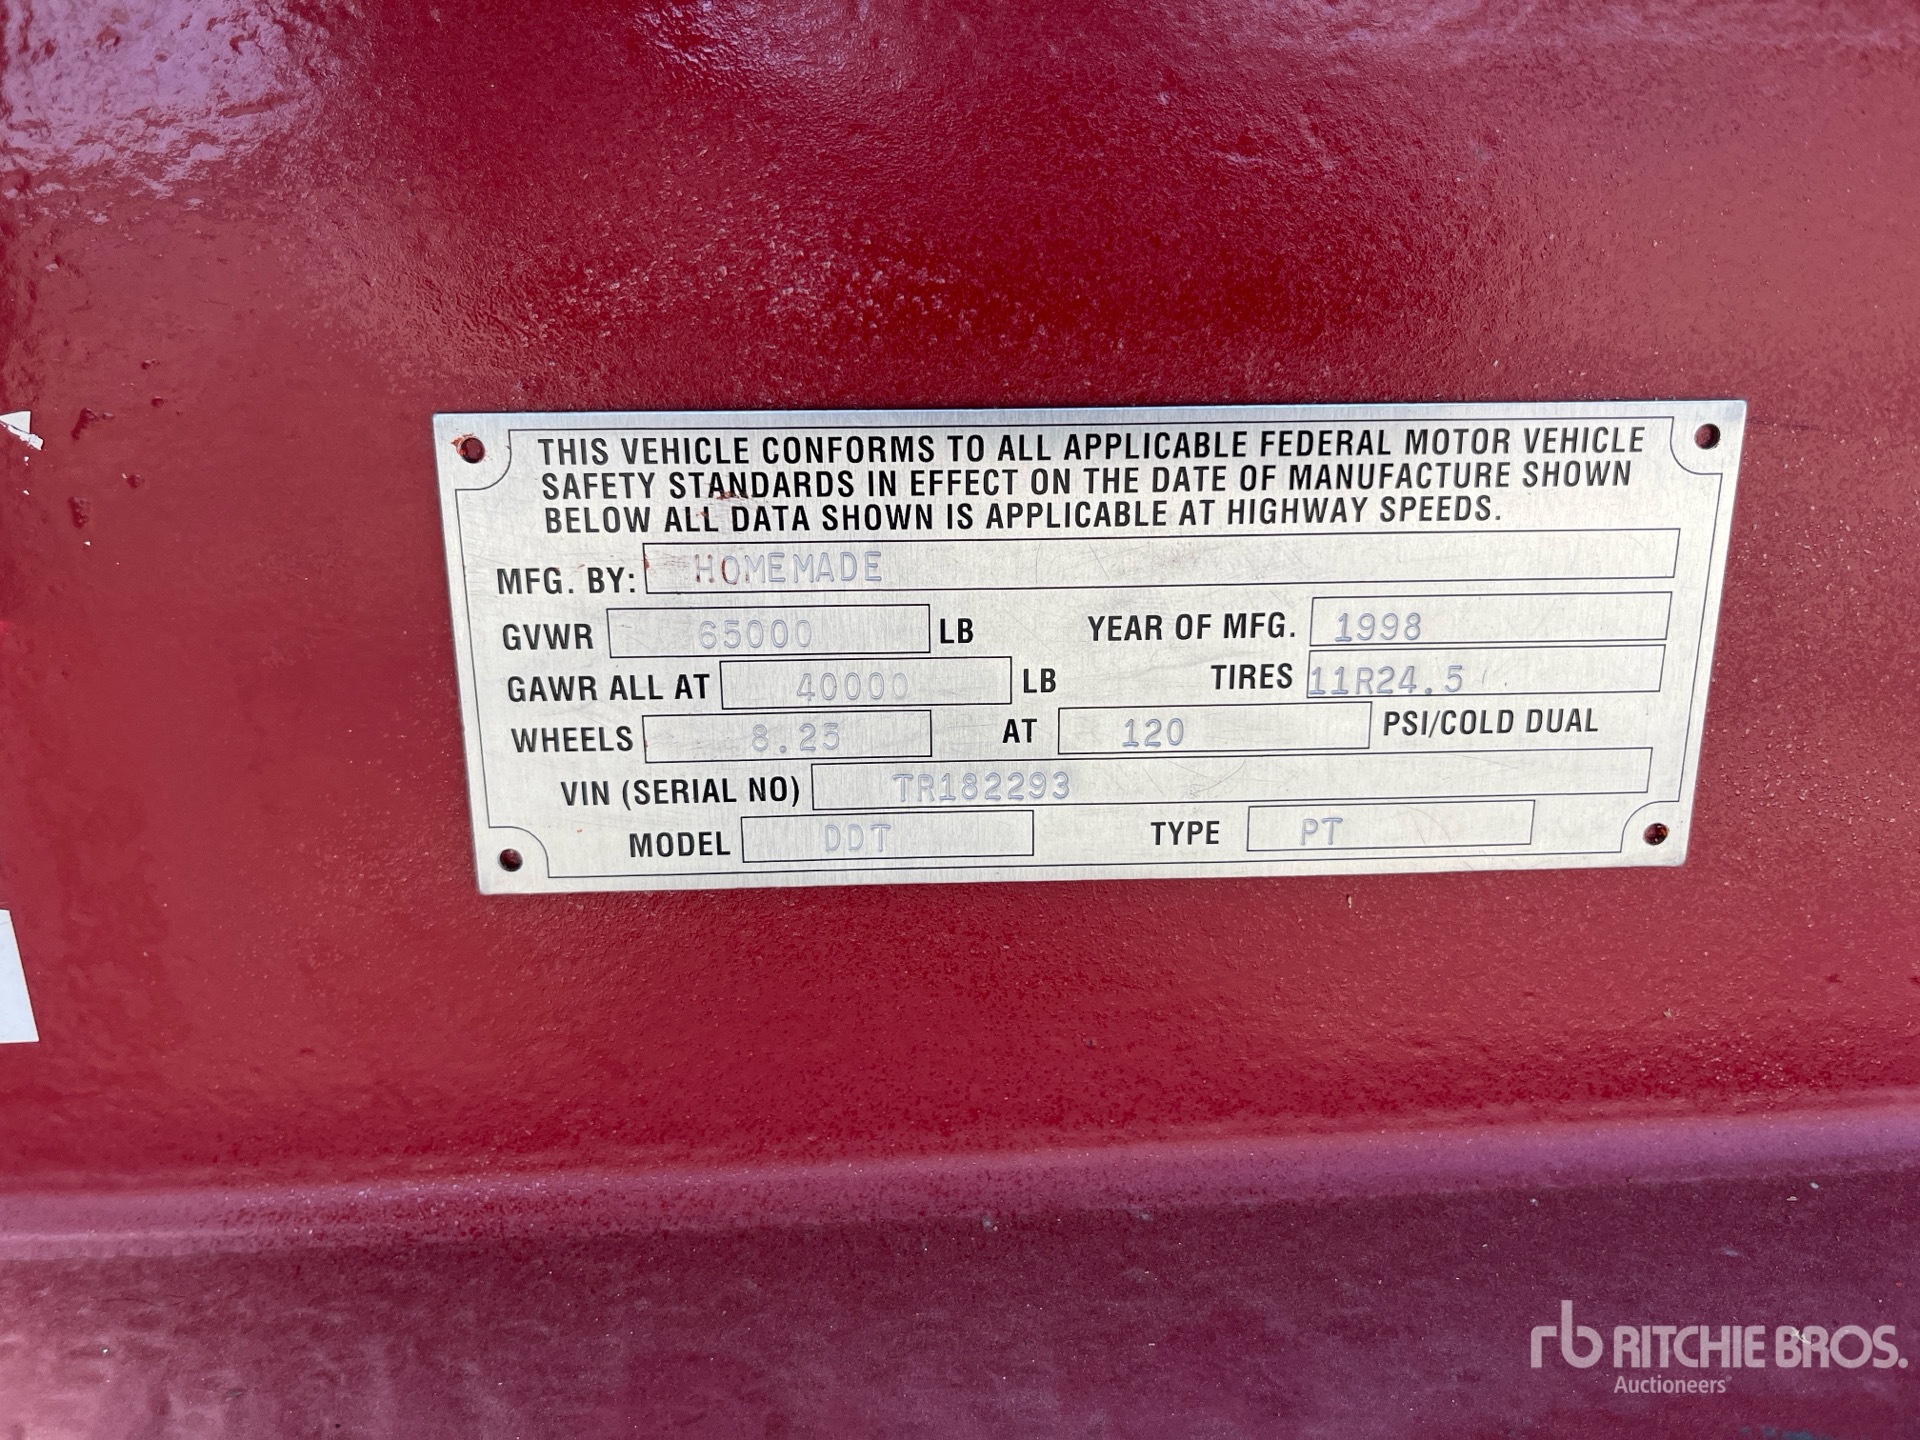 THIS VEHICLE CONFORMS TO ALL APPLICABLE FEDERAL MOTOR VEHICLE
SAFETY STANDARDS IN EFFECT ON THE DATE OF MANUFACTURE SHOWN
BELOW ALL DATA SHOWN IS APPLICABLE AT HIGHWAY SPEEDS.
MFG. BY: HOMEMADE
GVWR 65000 LB YEAR OF MFG. 1998
GAWR ALL AT 40000 LB TIRES 11R24.5
WHEELS 8.25 AT 120 PSI/COLD DUAL
VIN (SERIAL NO) TR182293
MODEL DDT TYPE PT
rb RITCHIE BROS.
Auctioneers